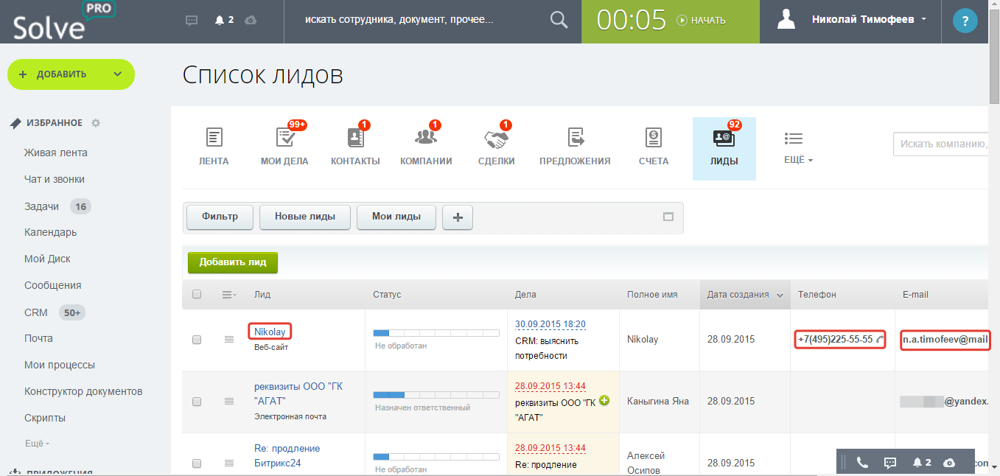 Solve PRO
2
искать сотрудника, документ, прочее...
00:05 НАЧАТЬ
Николай Тимофеев
?
+ ДОБАВИТЬ
Список лидов
ИЗБРАННОЕ
Живая лента
Чат и звонки
Задачи 16
Календарь
Мой Диск
Сообщения
CRM 50+
Почта
Мои процессы
Конструктор документов
Скрипты
Ещё
ПРИЛОЖЕНИЯ
ЛЕНТА
99+
МОИ ДЕЛА
1
КОНТАКТЫ
1
КОМПАНИИ
1
СДЕЛКИ
ПРЕДЛОЖЕНИЯ
СЧЕТА
92
ЛИДЫ
ЕЩЁ
Искать компанию,
Фильтр
Новые лиды
Мои лиды
+
Добавить лид
Лид Статус Дела Полное имя Дата создания Телефон E-mail
Nikolay
Веб-сайт
Не обработан
30.09.2015 18:20
CRM: выяснить
потребности
Nikolay
28.09.2015
+7(495)225-55-55
n.a.timofeev@mail
реквизиты ООО "ГК
"АГАТ"
Электронная почта
Назначен ответственный
28.09.2015 13:44
реквизиты ООО "ГК
"АГАТ"
Каныгина Яна
28.09.2015
@yandex.
Re: продление
Битрикс24
Не обработан
28.09.2015 13:44
Re: продление
Алексей
Осипов
28.09.2015
2
com